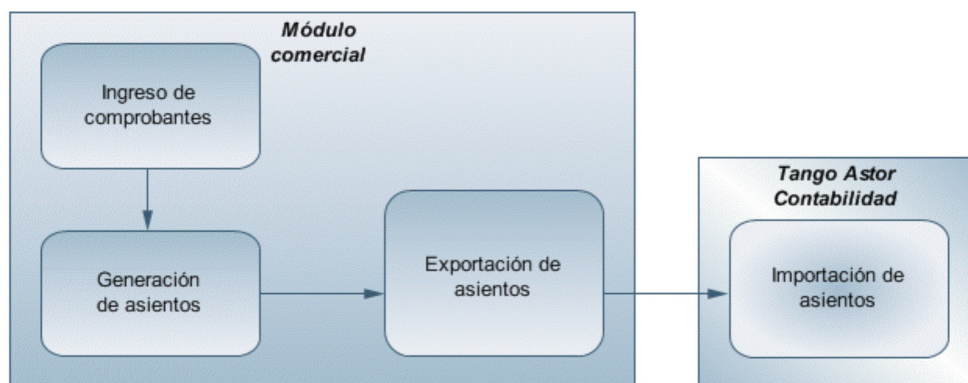 Módulo
comercial
Ingreso de
comprobantes
Generación
de asientos
Exportación de
asientos
Tango Astor
Contabilidad
Importación de
asientos